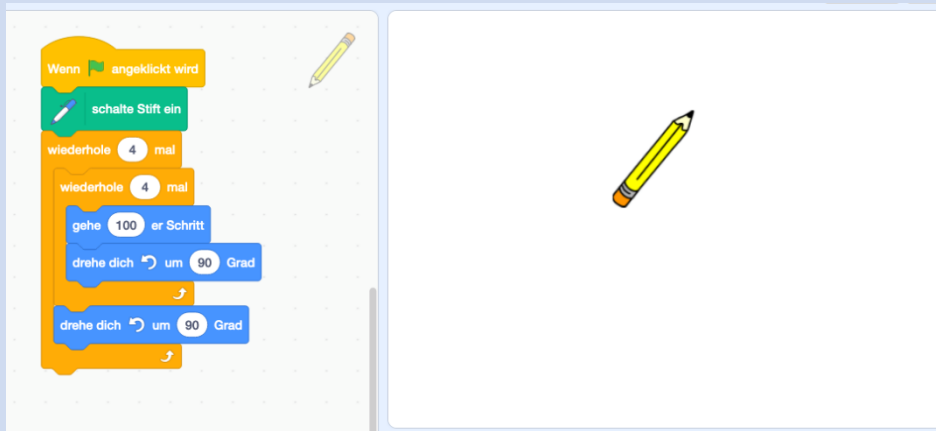 Wenn angeklickt wird
schalte Stift ein
wiederhole 4 mal
wiederhole 4 mal
gehe 100 er Schritt
drehe dich um 90 Grad
drehe dich um 90 Grad